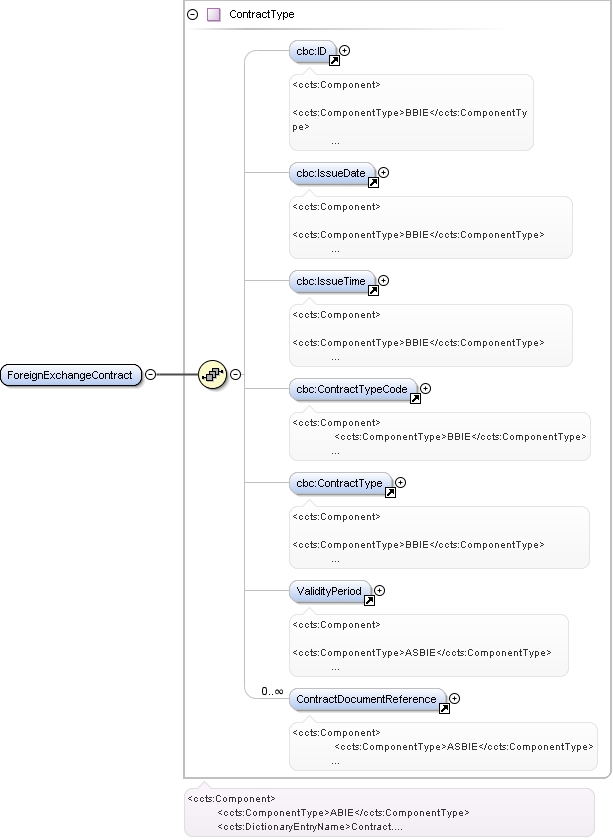 ContractType
cbc:ID
<ccts:Component>
<ccts:ComponentType>BBIE</ccts:ComponentTy
pe>
...
cbc:IssueDate
<ccts:Component>
<ccts:ComponentType>BBIE</ccts:ComponentType>
...
cbc:IssueTime
<ccts:Component>
<ccts:ComponentType>BBIE</ccts:ComponentType>
...
ForeignExchangeContract
cbc:ContractTypeCode
<ccts:Component>
<ccts:ComponentType>BBIE</ccts:ComponentType>
...
cbc:ContractType
<ccts:Component>
<ccts:ComponentType>BBIE</ccts:ComponentType>
...
ValidityPeriod
<ccts:Component>
<ccts:ComponentType>ASBIE</ccts:ComponentType>
...
0..∞
ContractDocumentReference
<ccts:Component>
<ccts:ComponentType>ASBIE</ccts:ComponentType>
...
<ccts:Component>
<ccts:ComponentType>ABIE</ccts:ComponentType>
<ccts:DictionaryEntryName>Contract....